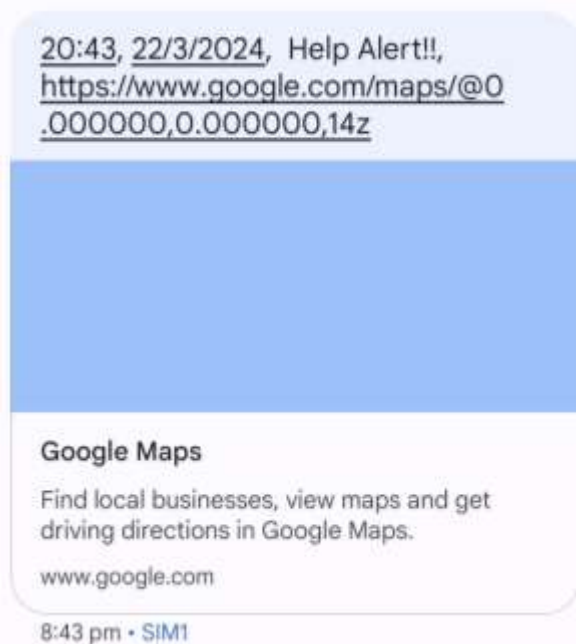 20:43, 22/3/2024,  Help Alert!!,
https://www.google.com/maps/@0
.000000,0.000000,14z
Google Maps
Find local businesses, view maps and get
driving directions in Google Maps.
www.google.com
8:43 pm • SIM1